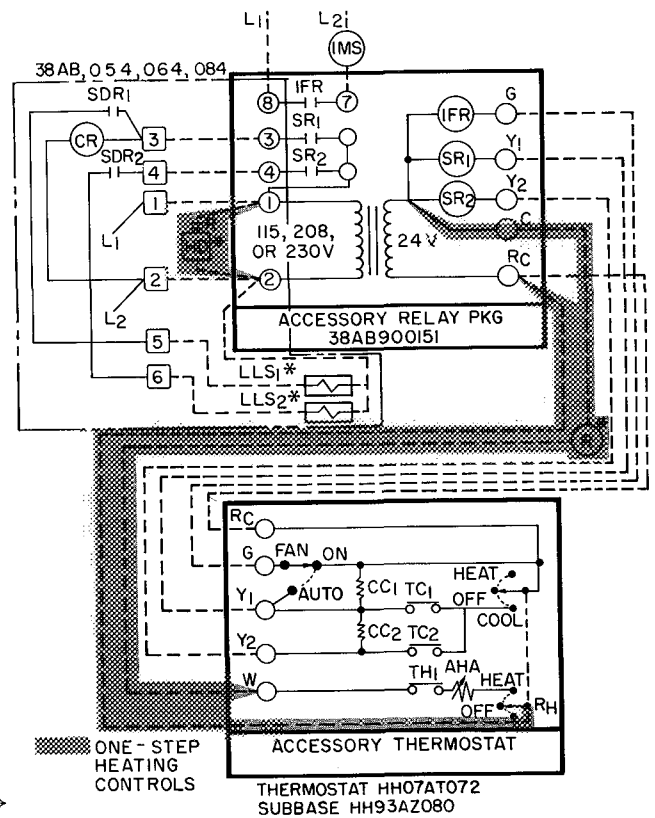 L1 L2
IMS
38AB, 054, 064, 084
SDR1
IFR
8 7
G
IFR
CR
3
3
SR1
Y1
SR1
SDR2
4
4
SR2
Y2
SR2
1
1
C
L1
115, 208,
OR 230V
24V
RC
2
2
L2
ACCESSORY RELAY PKG
38AB900151
5
LLS1*
6
LLS2*
RC
G FAN ON
HEAT
AUTO
CC1 TC1
OFF
Y1
COOL
CC2 TC2
Y2
W
TH1 AHA HEAT
OFF RH
ONE-STEP
HEATING
CONTROLS
ACCESSORY THERMOSTAT
THERMOSTAT HH07AT072
SUBBASE HH93AZ080